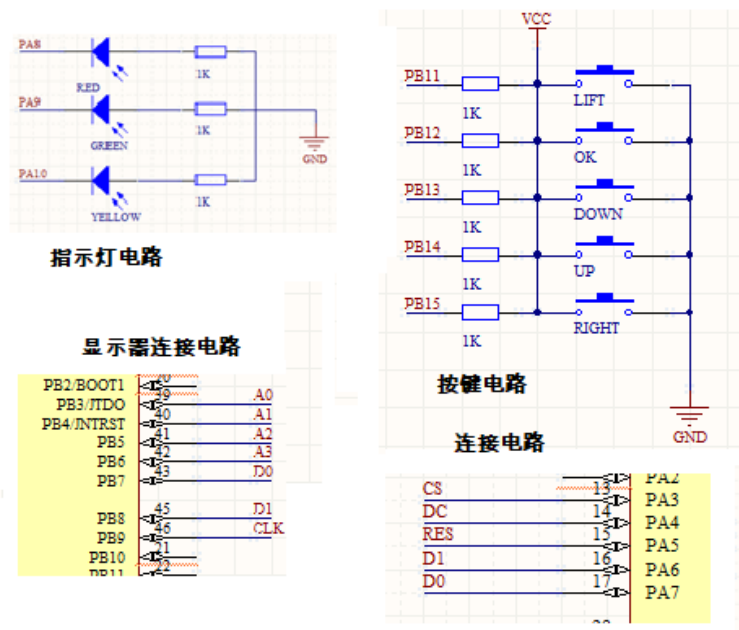 PA8
1K
RED
PA9
1K
GREEN
GND
PA10
1K
YEILLOW
指示灯电路
VCC
PB11
1K
LIFT
PB12
1K
OK
PB13
1K
DOWN
PB14
1K
UP
PB15
1K
RIGHT
按键电路
GND
显示器连接电路
PB2/BOOT1
PB3/JTDO 39 A0
PB4/JNTRST 40 A1
PB5 41 A2
PB6 42 A3
PB7 43 D0
PB8 45 D1
PB9 46 CLK
PB10 21
PB11 22
连接电路
PA2
CS 13 PA3
DC 14 PA4
RES 15 PA5
D1 16 PA6
D0 17 PA7